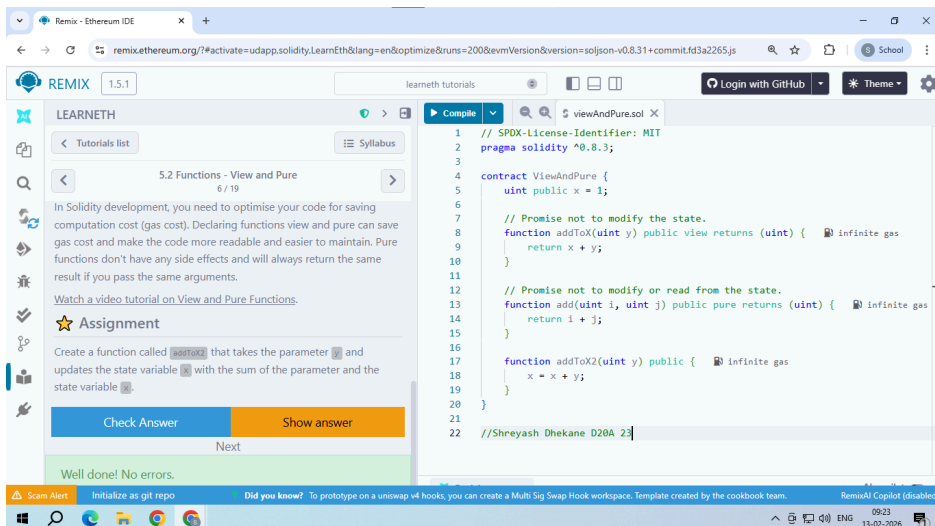 Remix - Ethereum IDE
remix.ethereum.org/?#activate=udapp,solidity,LearnEth&lang=en&optimize&runs=200&evmVersion&version=soljson-v0.8.31+commit.fd3a2265.js
S School
REMIX 1.5.1
learneth tutorials
Login with GitHub
Theme
LEARNETH
Tutorials list
Syllabus
5.2 Functions - View and Pure
6 / 19
In Solidity development, you need to optimise your code for saving
computation cost (gas cost). Declaring functions view and pure can save
gas cost and make the code more readable and easier to maintain. Pure
functions don't have any side effects and will always return the same
result if you pass the same arguments.
Watch a video tutorial on View and Pure Functions.
Assignment
Create a function called addToX2 that takes the parameter y and
updates the state variable x with the sum of the parameter and the
state variable x.
Check Answer
Show answer
Next
Well done! No errors.
Compile
viewAndPure.sol
1 // SPDX-License-Identifier: MIT
2 pragma solidity ^0.8.3;
3
4 contract ViewAndPure {
5 uint public x = 1;
6
7 // Promise not to modify the state.
8 function addToX(uint y) public view returns (uint) { infinite gas
9 return x + y;
10 }
11
12 // Promise not to modify or read from the state.
13 function add(uint i, uint j) public pure returns (uint) { infinite gas
14 return i + j;
15 }
16
17 function addToX2(uint y) public { infinite gas
18 x = x + y;
19 }
20 }
21
22 //Shreyash Dhekane D20A 23
Scam Alert
Initialize as git repo
Did you know? To prototype on a uniswap v4 hooks, you can create a Multi Sig Swap Hook workspace. Template created by the cookbook team.
RemixAI Copilot (disabled
ENG
09:23
13-02-2026